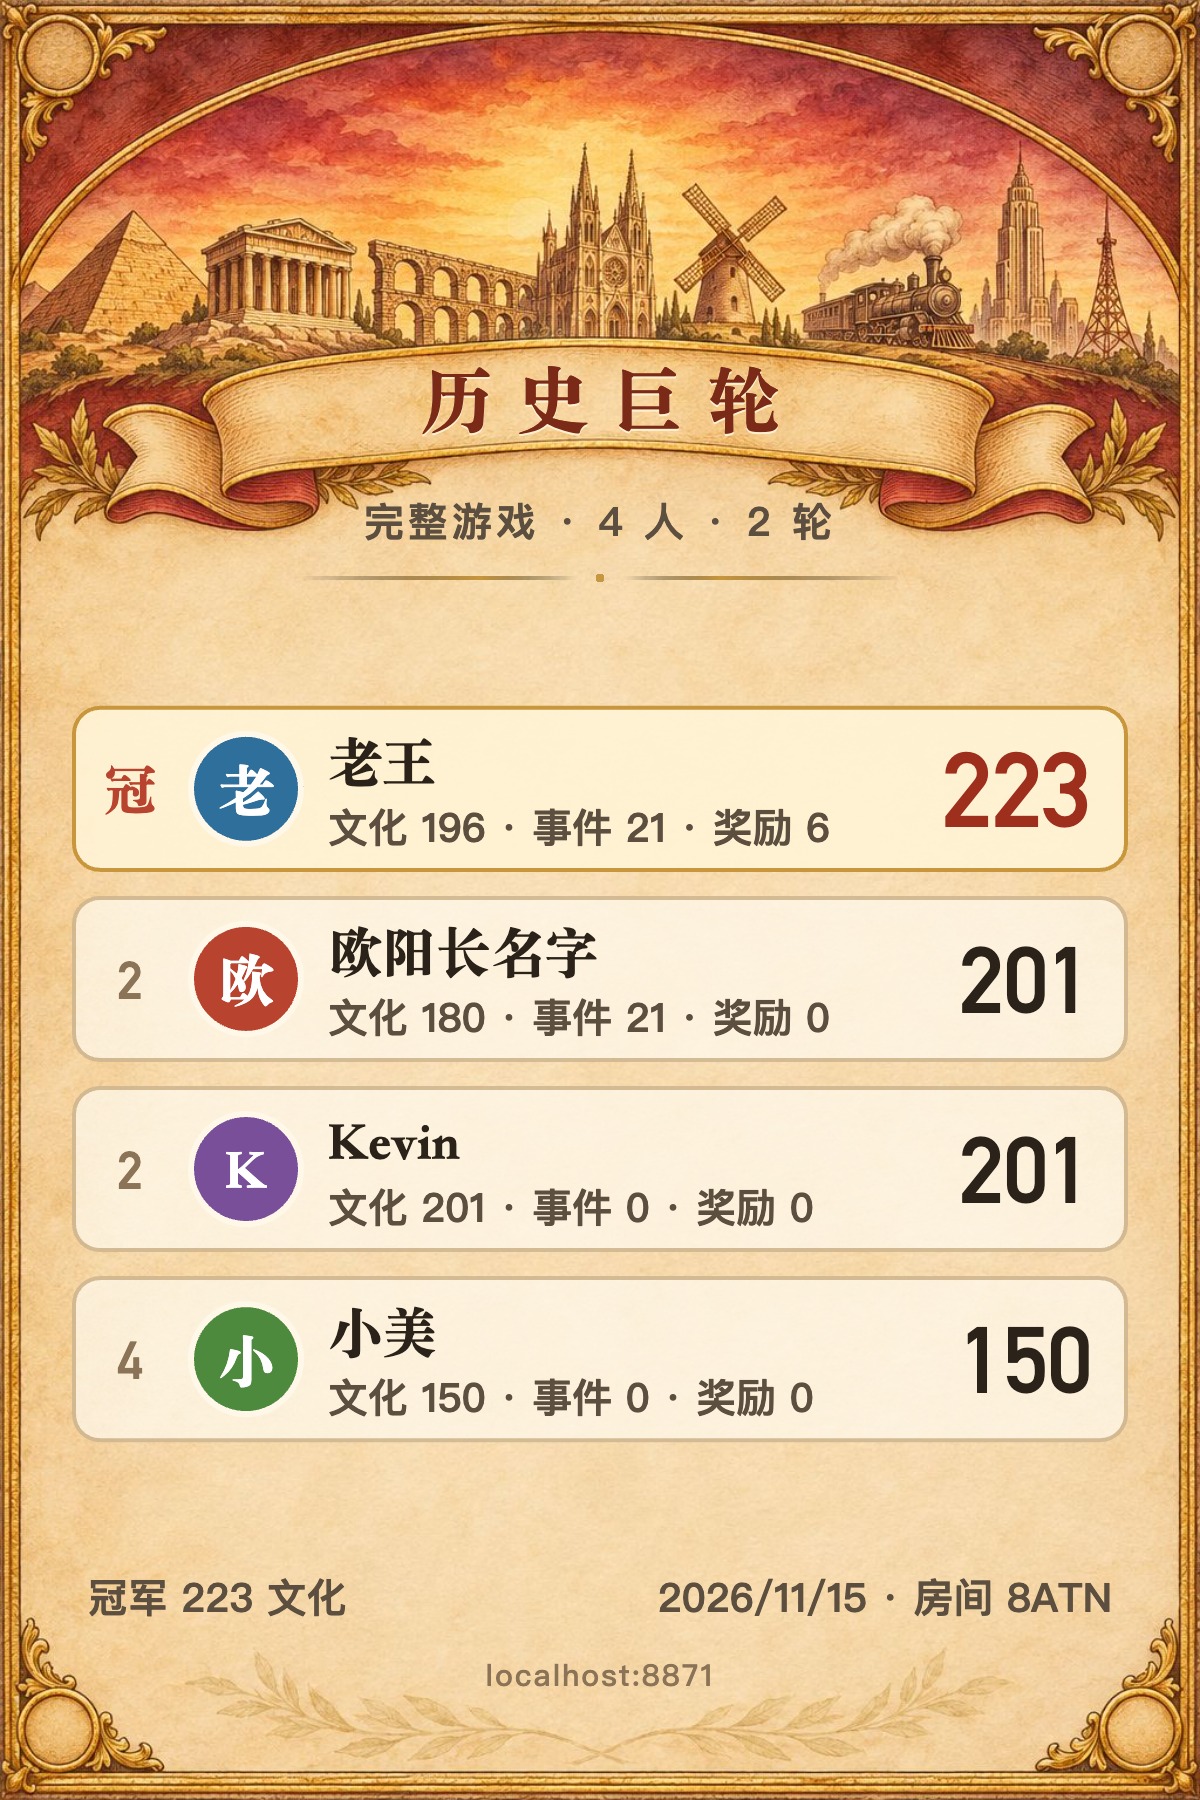 历史巨轮
完整游戏 · 4 人 · 2 轮
冠 老 老王 223
文化 196 · 事件 21 · 奖励 6
2 欧 欧阳长名字 201
文化 180 · 事件 21 · 奖励 0
2 K Kevin 201
文化 201 · 事件 0 · 奖励 0
4 小 小美 150
文化 150 · 事件 0 · 奖励 0
冠军 223 文化 2026/11/15 · 房间 8ATN
localhost:8871